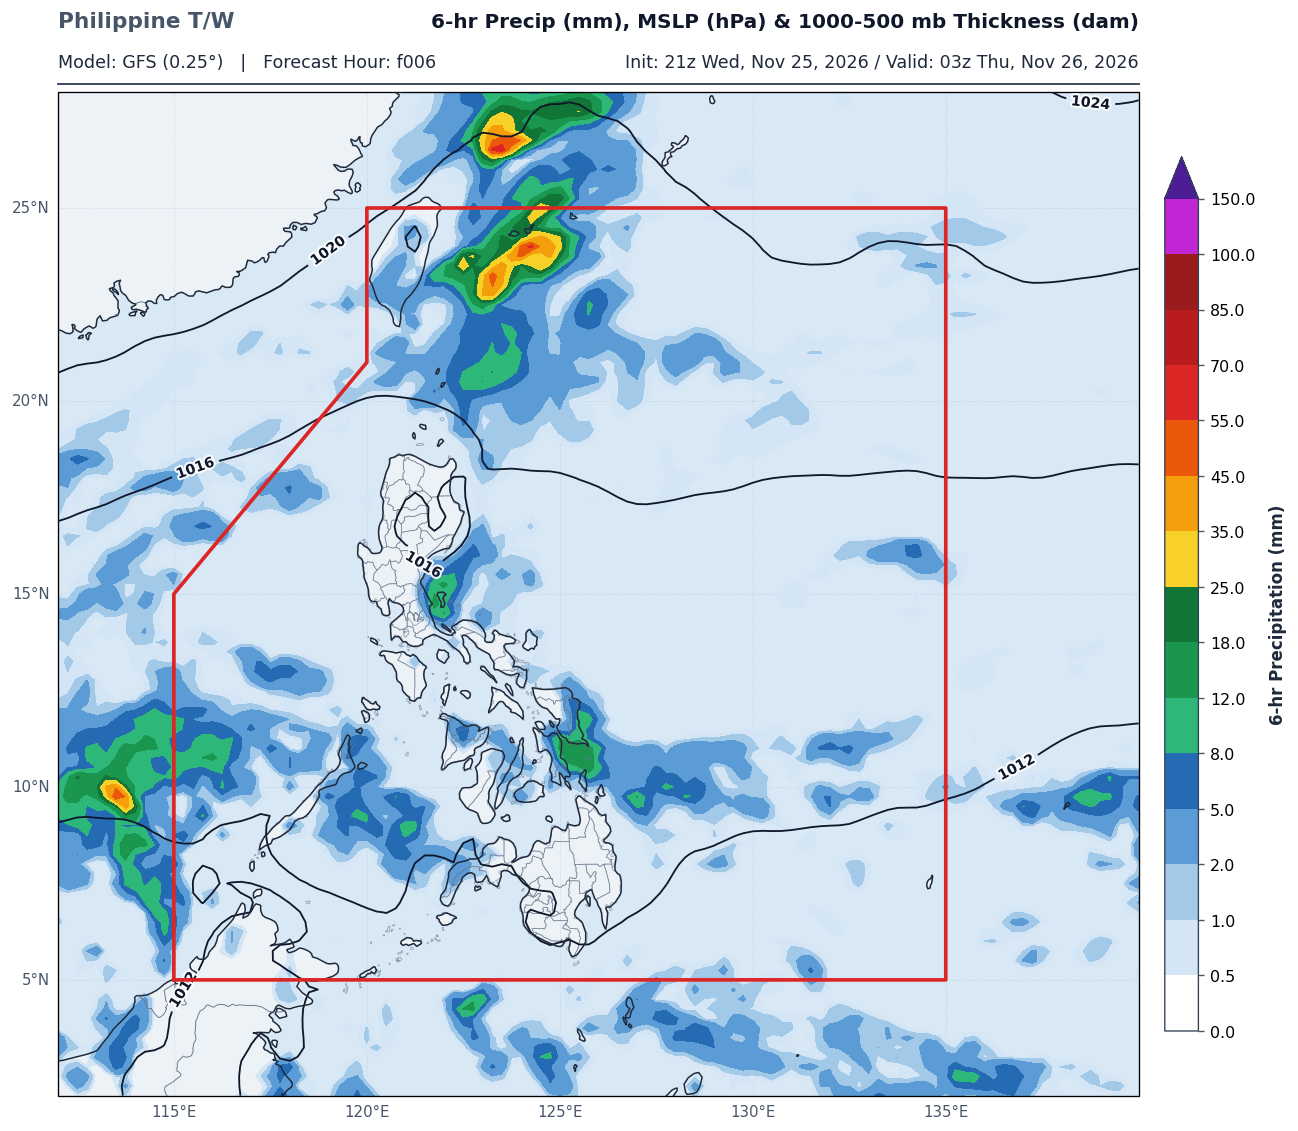 Philippine T/W
6-hr Precip (mm), MSLP (hPa) & 1000-500 mb Thickness (dam)
Model: GFS (0.25°) | Forecast Hour: f006
Init: 21z Wed, Nov 25, 2026 / Valid: 03z Thu, Nov 26, 2026
1024
150.0
25°N
1020
100.0
85.0
70.0
20°N
55.0
1016
45.0
35.0
1016
15°N
25.0
18.0
12.0
6-hr Precipitation (mm)
1012
8.0
10°N
5.0
2.0
1.0
5°N
1012
0.5
0.0
115°E
120°E
125°E
130°E
135°E